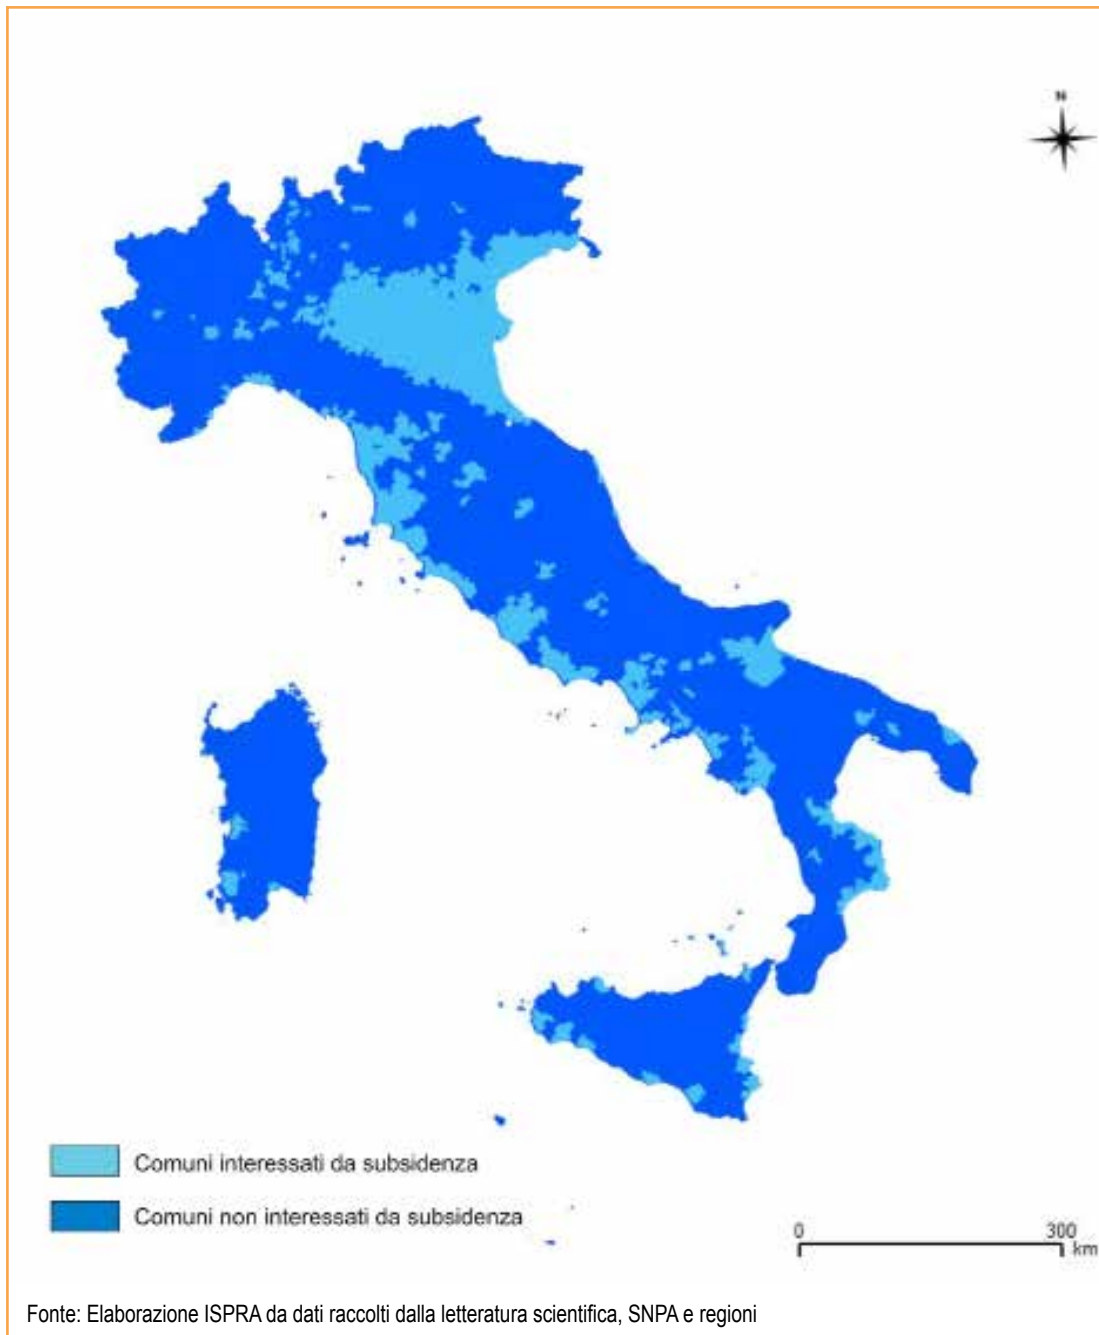 N
Comuni interessati da subsidenza
Comuni non interessati da subsidenza
0 300
km
Fonte: Elaborazione ISPRA da dati raccolti dalla letteratura scientifica, SNPA e regioni